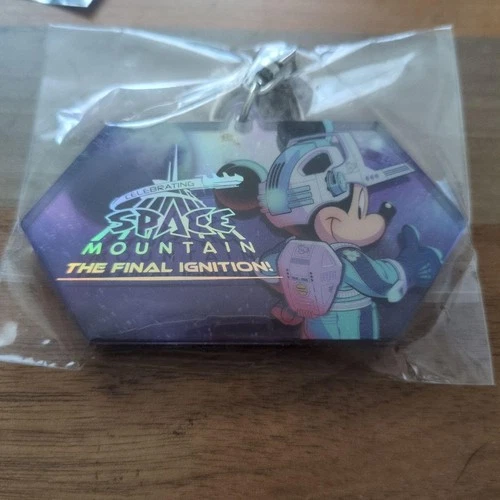 CELEBRATING
SPACE
MOUNTAIN
THE FINAL IGNITION!